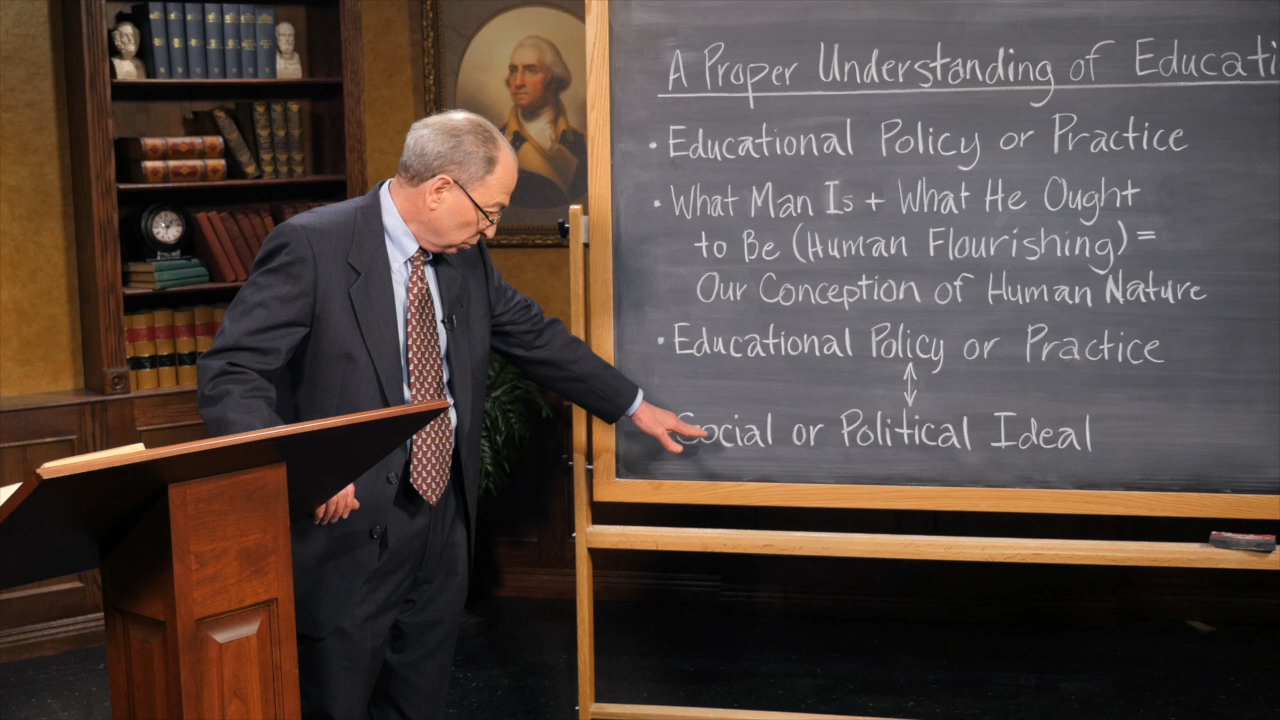 A Proper Understanding of Educati
• Educational Policy or Practice
• What Man Is + What He Ought
to Be (Human Flourishing) =
Our Conception of Human Nature
• Educational Policy or Practice
↕
Social or Political Ideal